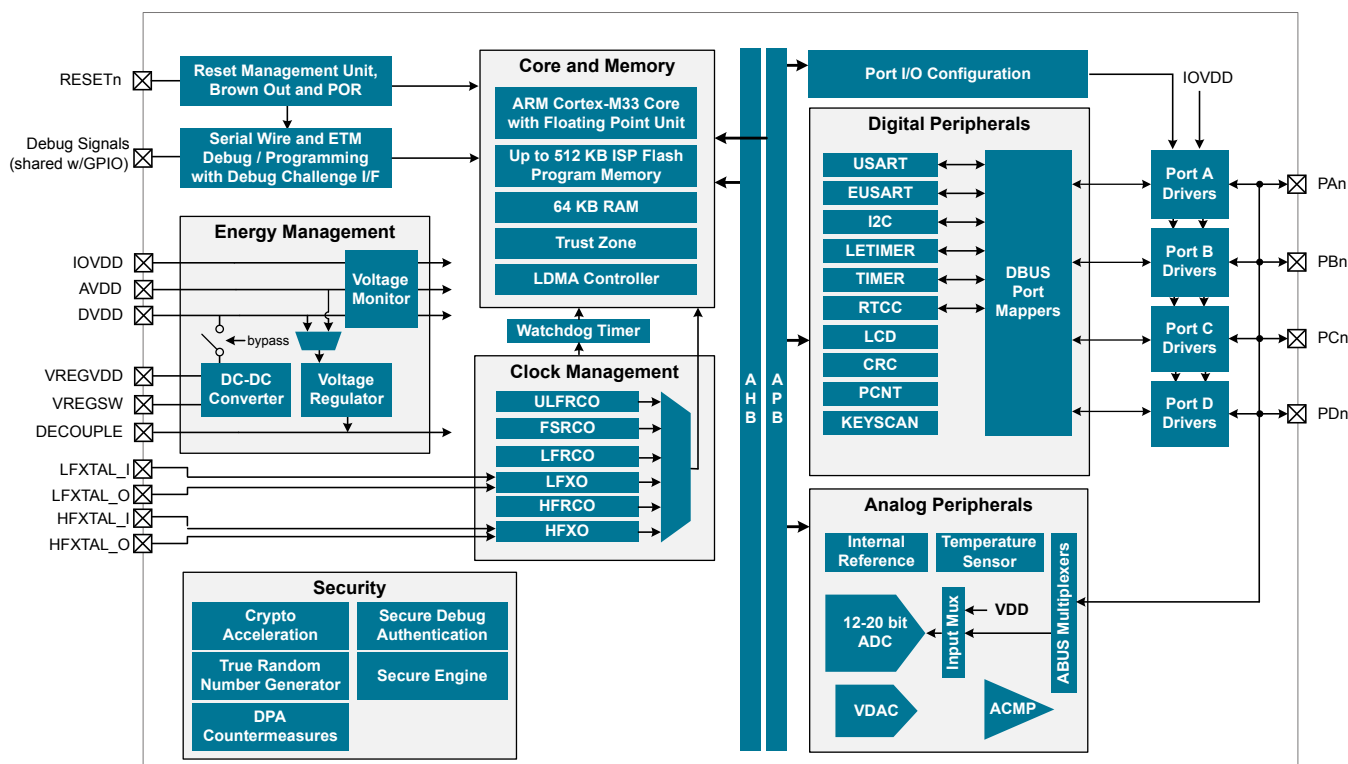 RESETn
Debug Signals
(shared w/GPIO)
Reset Management Unit,
Brown Out and POR
Serial Wire and ETM
Debug / Programming
with Debug Challenge I/F
Energy Management
IOVDD
AVDD
DVDD
VREGVDD
VREGSW
DECOUPLE
Voltage
Monitor
bypass
DC-DC
Converter
Voltage
Regulator
LFXTAL_I
LFXTAL_O
HFXTAL_I
HFXTAL_O
Core and Memory
ARM Cortex-M33 Core
with Floating Point Unit
Up to 512 KB ISP Flash
Program Memory
64 KB RAM
Trust Zone
LDMA Controller
Watchdog Timer
Clock Management
ULFRCO
FSRCO
LFRCO
LFXO
HFRCO
HFXO
Security
Crypto
Acceleration
Secure Debug
Authentication
True Random
Number Generator
Secure Engine
DPA
Countermeasures
A
H
B
A
P
B
Port I/O Configuration
IOVDD
Digital Peripherals
USART
EUSART
I2C
LETIMER
TIMER
RTCC
LCD
CRC
PCNT
KEYSCAN
DBUS
Port
Mappers
Port A
Drivers
Port B
Drivers
Port C
Drivers
Port D
Drivers
PAn
PBn
PCn
PDn
Analog Peripherals
Internal
Reference
Temperature
Sensor
12-20 bit
ADC
Input Mux
VDD
ABUS Multiplexers
VDAC
ACMP